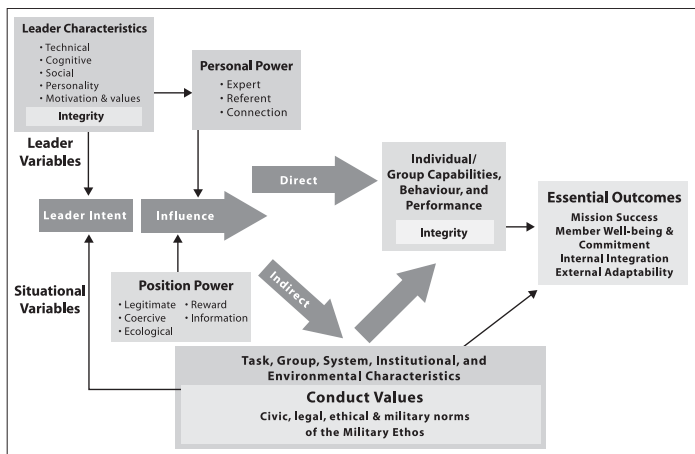 Leader Characteristics
• Technical
• Cognitive
• Social
• Personality
• Motivation & values
Integrity
Personal Power
• Expert
• Referent
• Connection
Leader
Variables
Leader Intent
Influence
Direct
Individual/
Group Capabilities,
Behaviour, and
Performance
Integrity
Essential Outcomes
Mission Success
Member Well-being &
Commitment
Internal Integration
External Adaptability
Situational
Variables
Position Power
• Legitimate • Reward
• Coercive • Information
• Ecological
Indirect
Task, Group, System, Institutional, and
Environmental Characteristics
Conduct Values
Civic, legal, ethical & military norms
of the Military Ethos